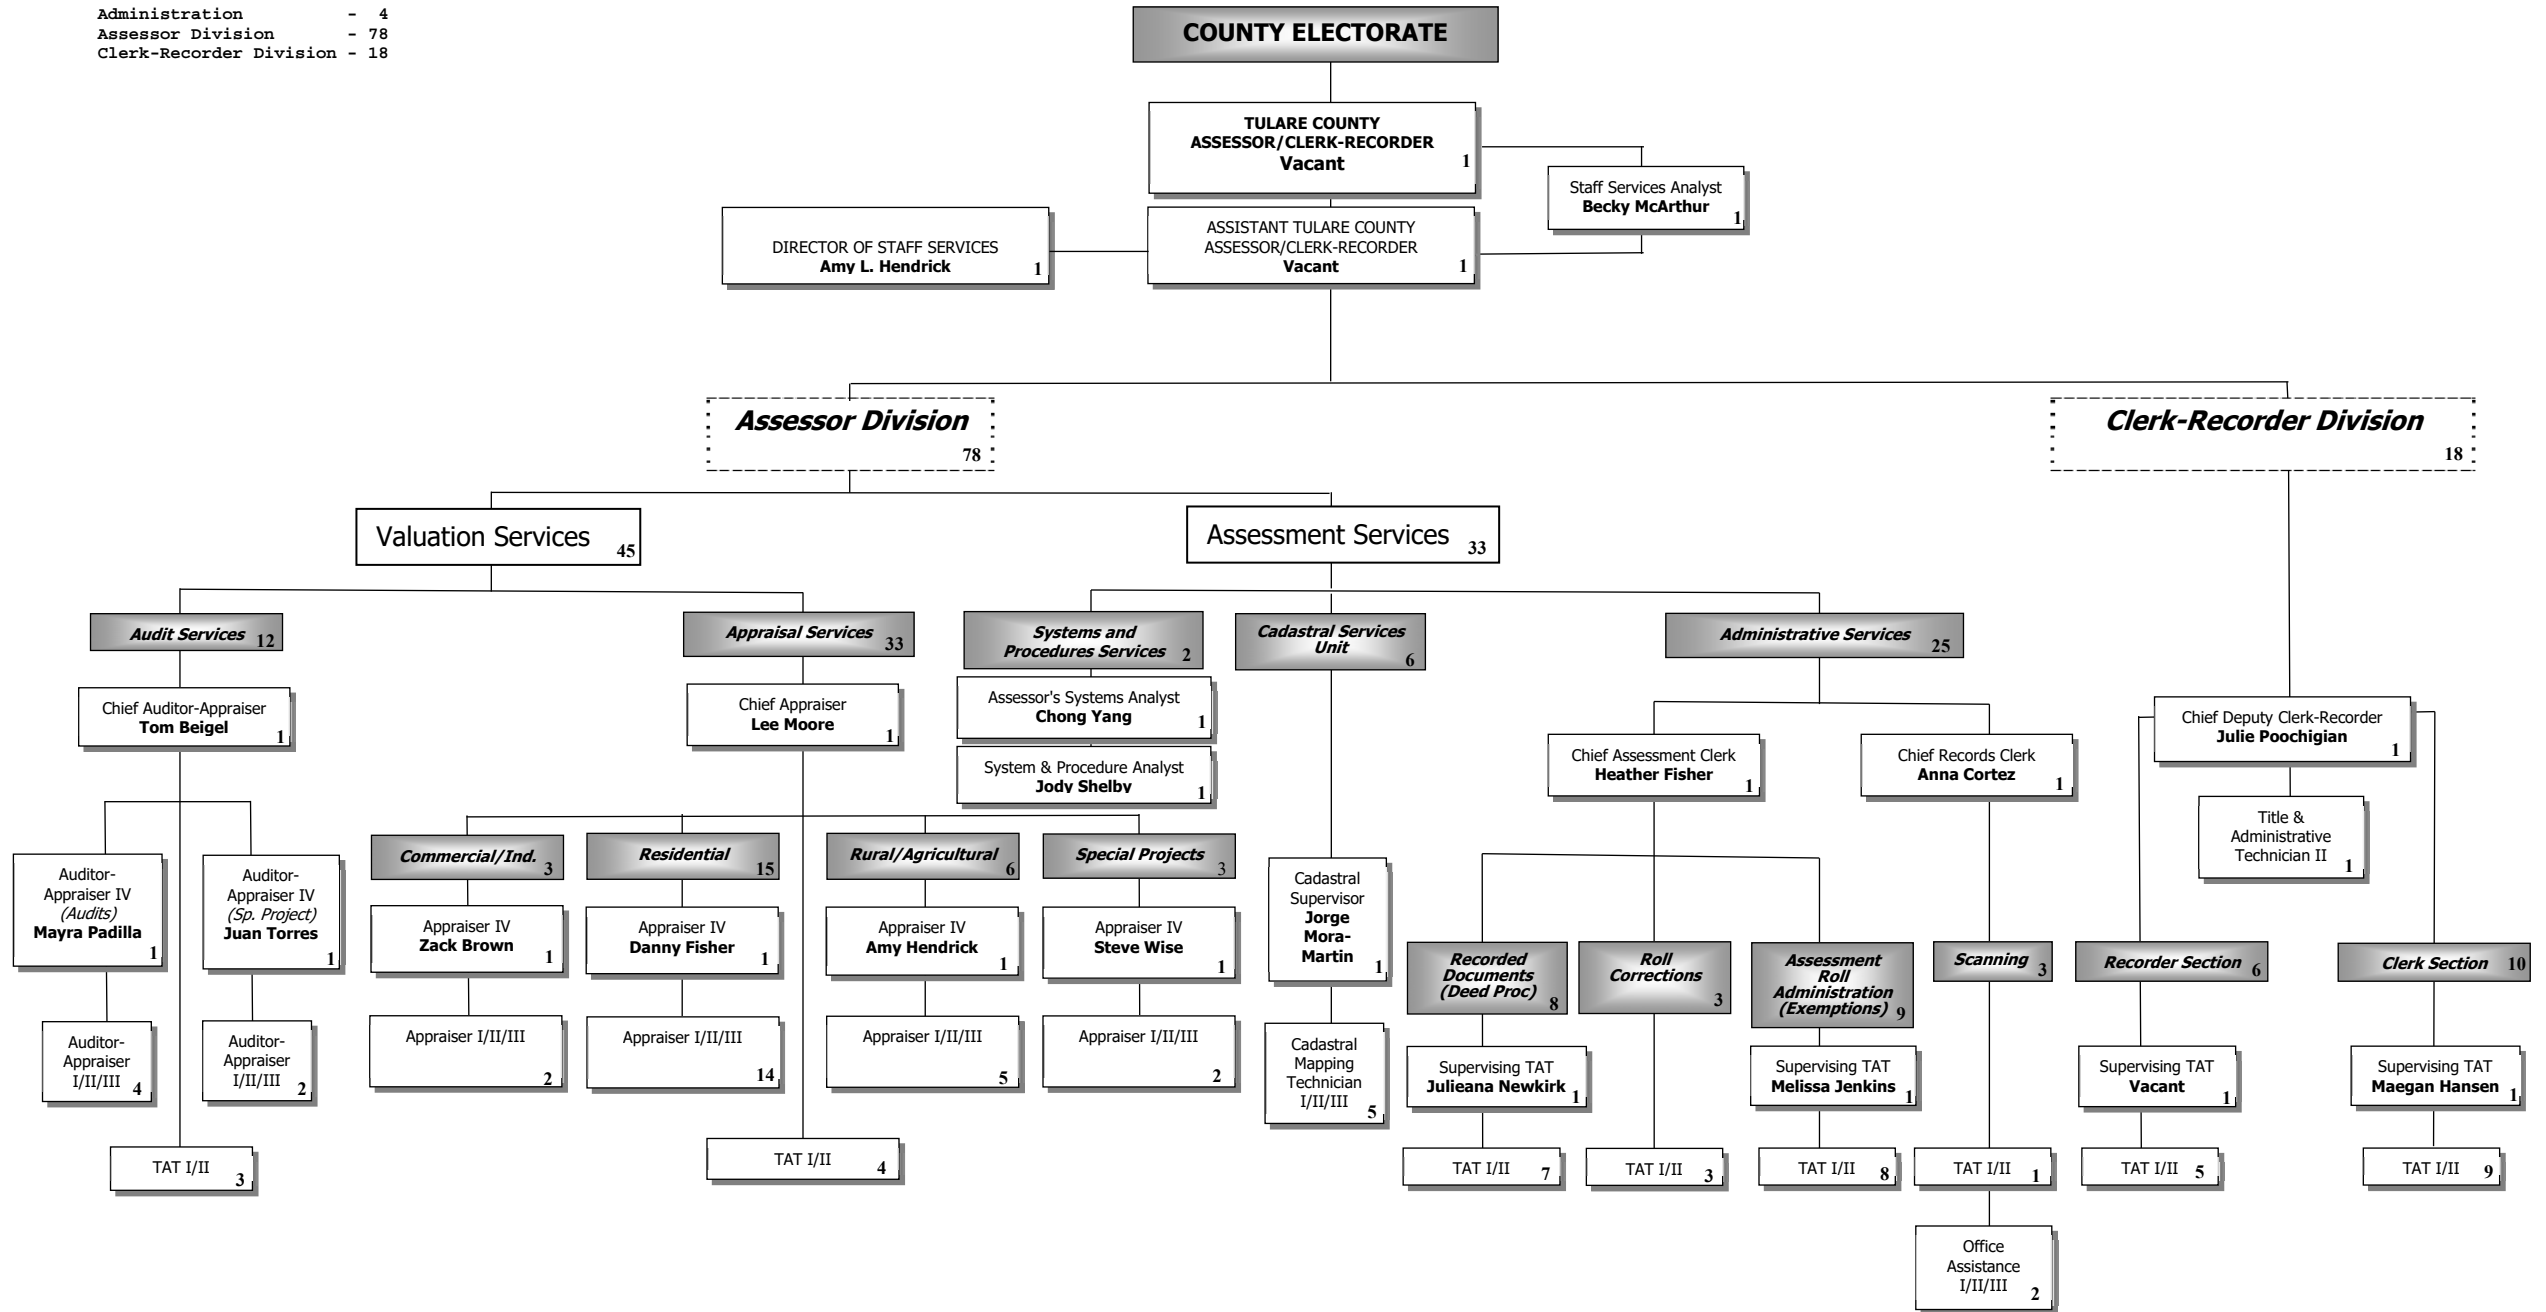 Administration - 4
Assessor Division - 78
Clerk-Recorder Division - 18
COUNTY ELECTORATE
TULARE COUNTY
ASSESSOR/CLERK-RECORDER
Vacant 1
Staff Services Analyst
Becky McArthur
1
DIRECTOR OF STAFF SERVICES
Amy L. Hendrick 1
ASSISTANT TULARE COUNTY
ASSESSOR/CLERK-RECORDER
Vacant 1
Assessor Division
78
Clerk-Recorder Division
18
Valuation Services 45
Assessment Services 33
Audit Services 12
Chief Auditor-Appraiser
Tom Beigel
1
Auditor-
Appraiser IV
(Audits)
Mayra Padilla
1
Auditor-
Appraiser
I/II/III 4
Auditor-
Appraiser IV
(Sp. Project)
Juan Torres
1
Auditor-
Appraiser
I/II/III 2
TAT I/II
3
Appraisal Services 33
Chief Appraiser
Lee Moore
1
Commercial/Ind. 3
Appraiser IV
Zack Brown
1
Appraiser I/II/III
2
Residential
15
Appraiser IV
Danny Fisher
1
Appraiser I/II/III
14
Rural/Agricultural
6
Appraiser IV
Amy Hendrick
1
Appraiser I/II/III
5
Special Projects
3
Appraiser IV
Steve Wise
1
Appraiser I/II/III
2
TAT I/II
4
Systems and
Procedures Services 2
Assessor's Systems Analyst
Chong Yang
1
System & Procedure Analyst
Jody Shelby
1
Cadastral Services
Unit
6
Cadastral
Supervisor
Jorge
Mora-
Martin
1
Cadastral
Mapping
Technician
I/II/III
5
Administrative Services
25
Chief Assessment Clerk
Heather Fisher
1
Recorded
Documents
(Deed Proc) 8
Supervising TAT
Julieana Newkirk
1
TAT I/II 7
Roll
Corrections
3
TAT I/II 3
Assessment
Roll
Administration
(Exemptions) 9
Supervising TAT
Melissa Jenkins
1
TAT I/II 8
Chief Records Clerk
Anna Cortez
1
Scanning 3
TAT I/II 1
Office
Assistance
I/II/III 2
Chief Deputy Clerk-Recorder
Julie Poochigian
1
Title &
Administrative
Technician II
1
Recorder Section 6
Supervising TAT
Vacant
1
TAT I/II 5
Clerk Section 10
Supervising TAT
Maegan Hansen
1
TAT I/II 9